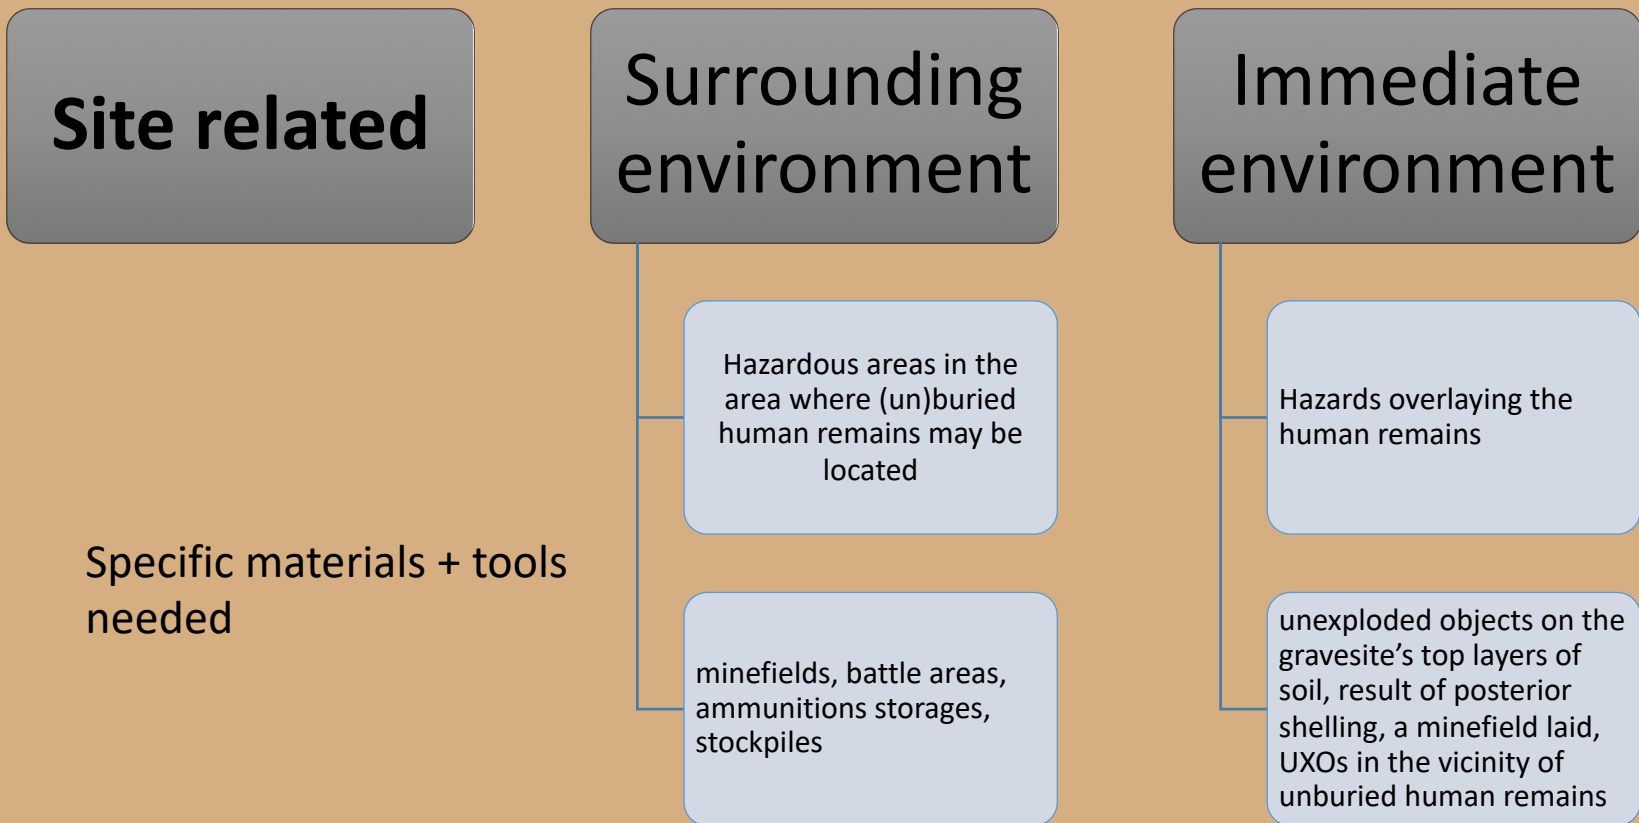 Site related
Specific materials + tools
needed
Surrounding
environment
Hazardous areas in the
area where (un)buried
human remains may be
located
minefields, battle areas,
ammunitions storages,
stockpiles
Immediate
environment
Hazards overlaying the
human remains
unexploded objects on the
gravesite’s top layers of
soil, result of posterior
shelling, a minefield laid,
UXOs in the vicinity of
unburied human remains